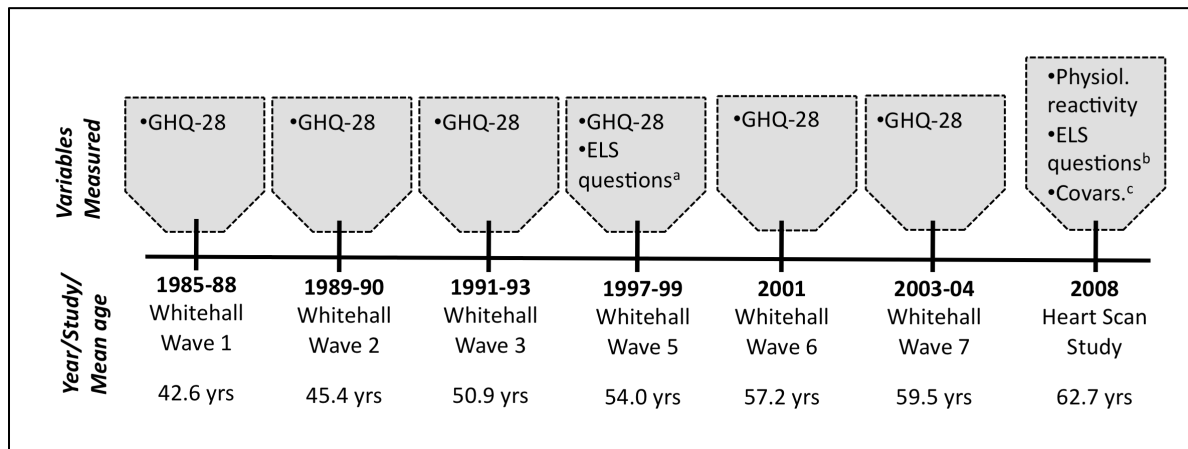 Variables
Measured
•GHQ-28
•GHQ-28
•GHQ-28
•GHQ-28
•ELS
questionsᵃ
•GHQ-28
•GHQ-28
•Physiol.
reactivity
•ELS
questionsᵇ
•Covars.ᶜ
Year/Study/
Mean age
1985-88
Whitehall
Wave 1
42.6 yrs
1989-90
Whitehall
Wave 2
45.4 yrs
1991-93
Whitehall
Wave 3
50.9 yrs
1997-99
Whitehall
Wave 5
54.0 yrs
2001
Whitehall
Wave 6
57.2 yrs
2003-04
Whitehall
Wave 7
59.5 yrs
2008
Heart Scan
Study
62.7 yrs